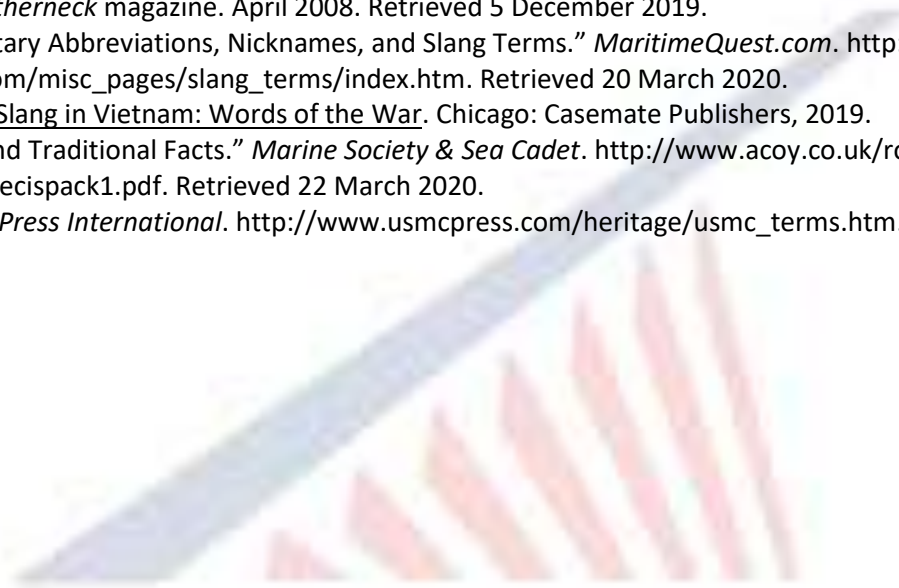 therneck magazine. April 2008. Retrieved 5 December 2019.
tary Abbreviations, Nicknames, and Slang Terms.” MaritimeQuest.com. http:
om/misc_pages/slang_terms/index.htm. Retrieved 20 March 2020.
Slang in Vietnam: Words of the War. Chicago: Casemate Publishers, 2019.
nd Traditional Facts.” Marine Society & Sea Cadet. http://www.acoy.co.uk/ro
ecispack1.pdf. Retrieved 22 March 2020.
Press International. http://www.usmcpress.com/heritage/usmc_terms.htm.